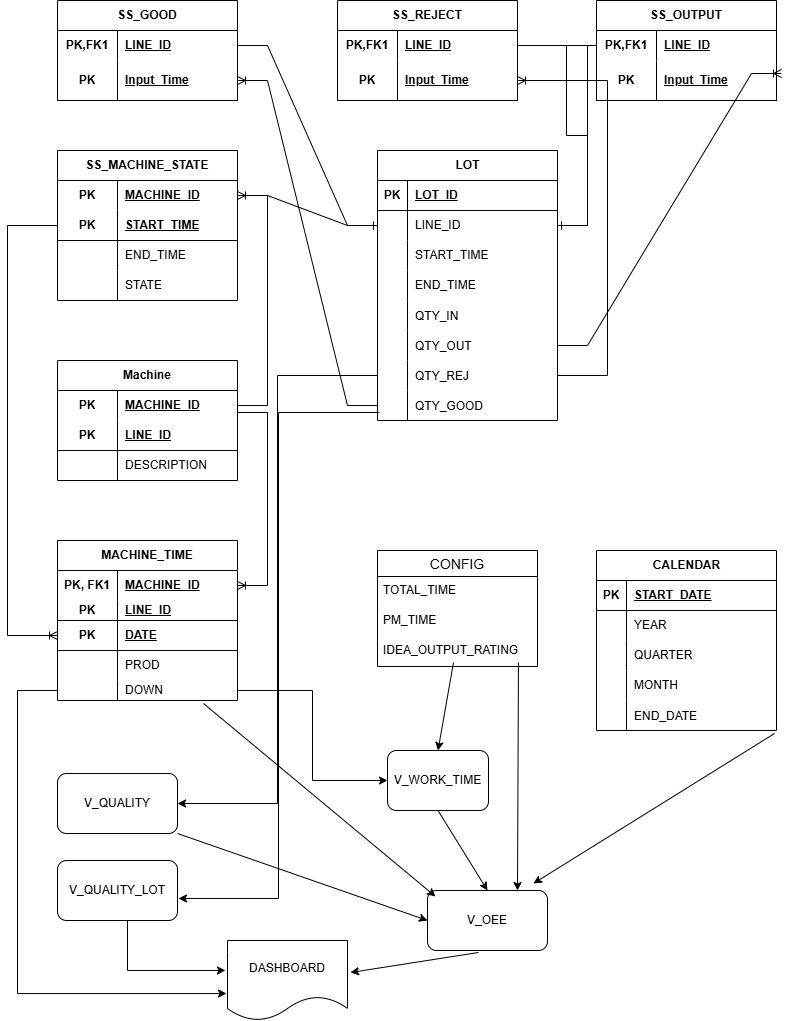 SS_GOOD
PK,FK1 LINE_ID
PK Input_Time
SS_REJECT
PK,FK1 LINE_ID
PK Input_Time
SS_OUTPUT
PK,FK1 LINE_ID
PK Input_Time
SS_MACHINE_STATE
PK MACHINE_ID
PK START_TIME
END_TIME
STATE
LOT
PK LOT_ID
LINE_ID
START_TIME
END_TIME
QTY_IN
QTY_OUT
QTY_REJ
QTY_GOOD
Machine
PK MACHINE_ID
PK LINE_ID
DESCRIPTION
MACHINE_TIME
PK, FK1 MACHINE_ID
PK LINE_ID
PK DATE
PROD
DOWN
CONFIG
TOTAL_TIME
PM_TIME
IDEA_OUTPUT_RATING
CALENDAR
PK START_DATE
YEAR
QUARTER
MONTH
END_DATE
V_WORK_TIME
V_QUALITY
V_QUALITY_LOT
V_OEE
DASHBOARD